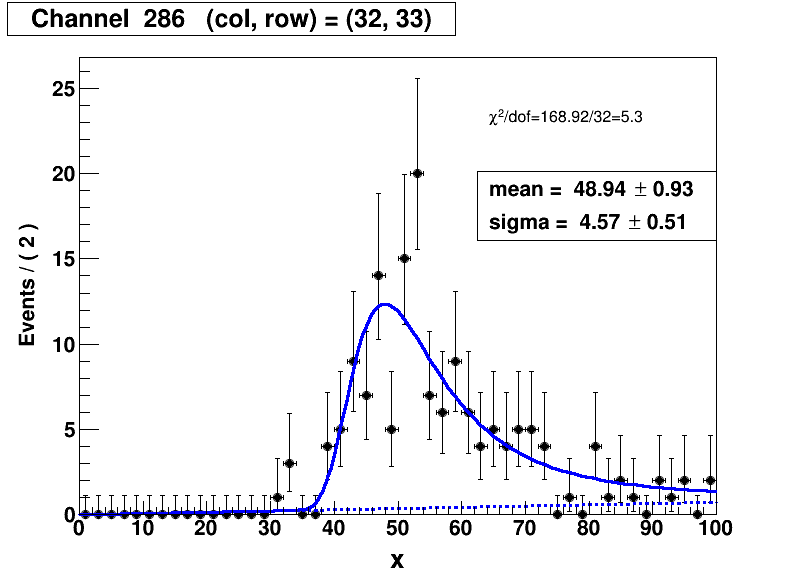 Channel 286 (col, row) = (32, 33)
χ²/dof=168.92/32=5.3
mean = 48.94 ± 0.93
sigma = 4.57 ± 0.51
Events / ( 2 )
25
20
15
10
5
0
0 10 20 30 40 50 60 70 80 90 100
x